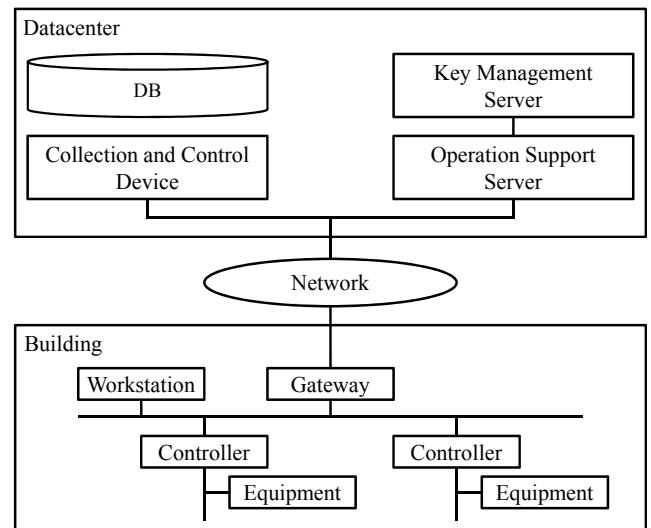 Datacenter
DB
Key Management
Server
Collection and Control
Device
Operation Support
Server
Network
Building
Workstation
Gateway
Controller
Controller
Equipment
Equipment